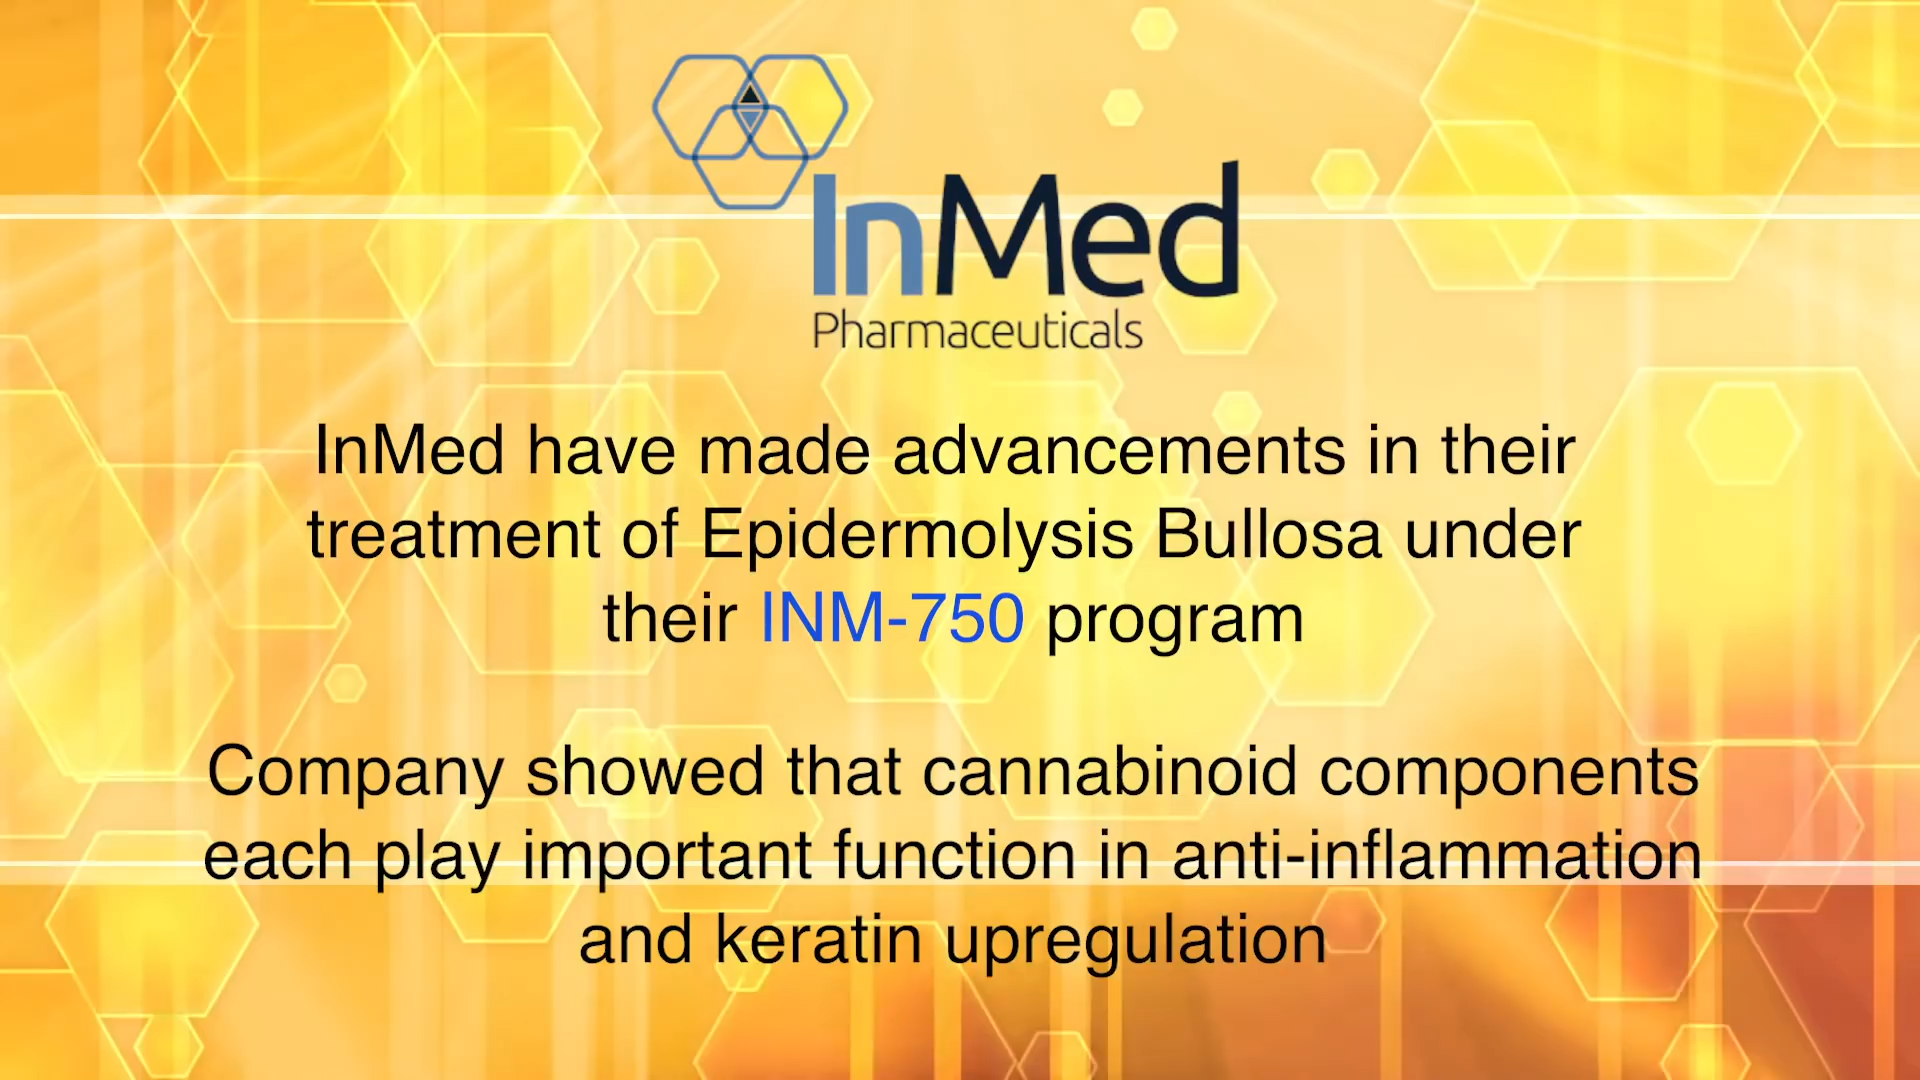 InMed
Pharmaceuticals
InMed have made advancements in their
treatment of Epidermolysis Bullosa under
their INM-750 program
Company showed that cannabinoid components
each play important function in anti-inflammation
and keratin upregulation